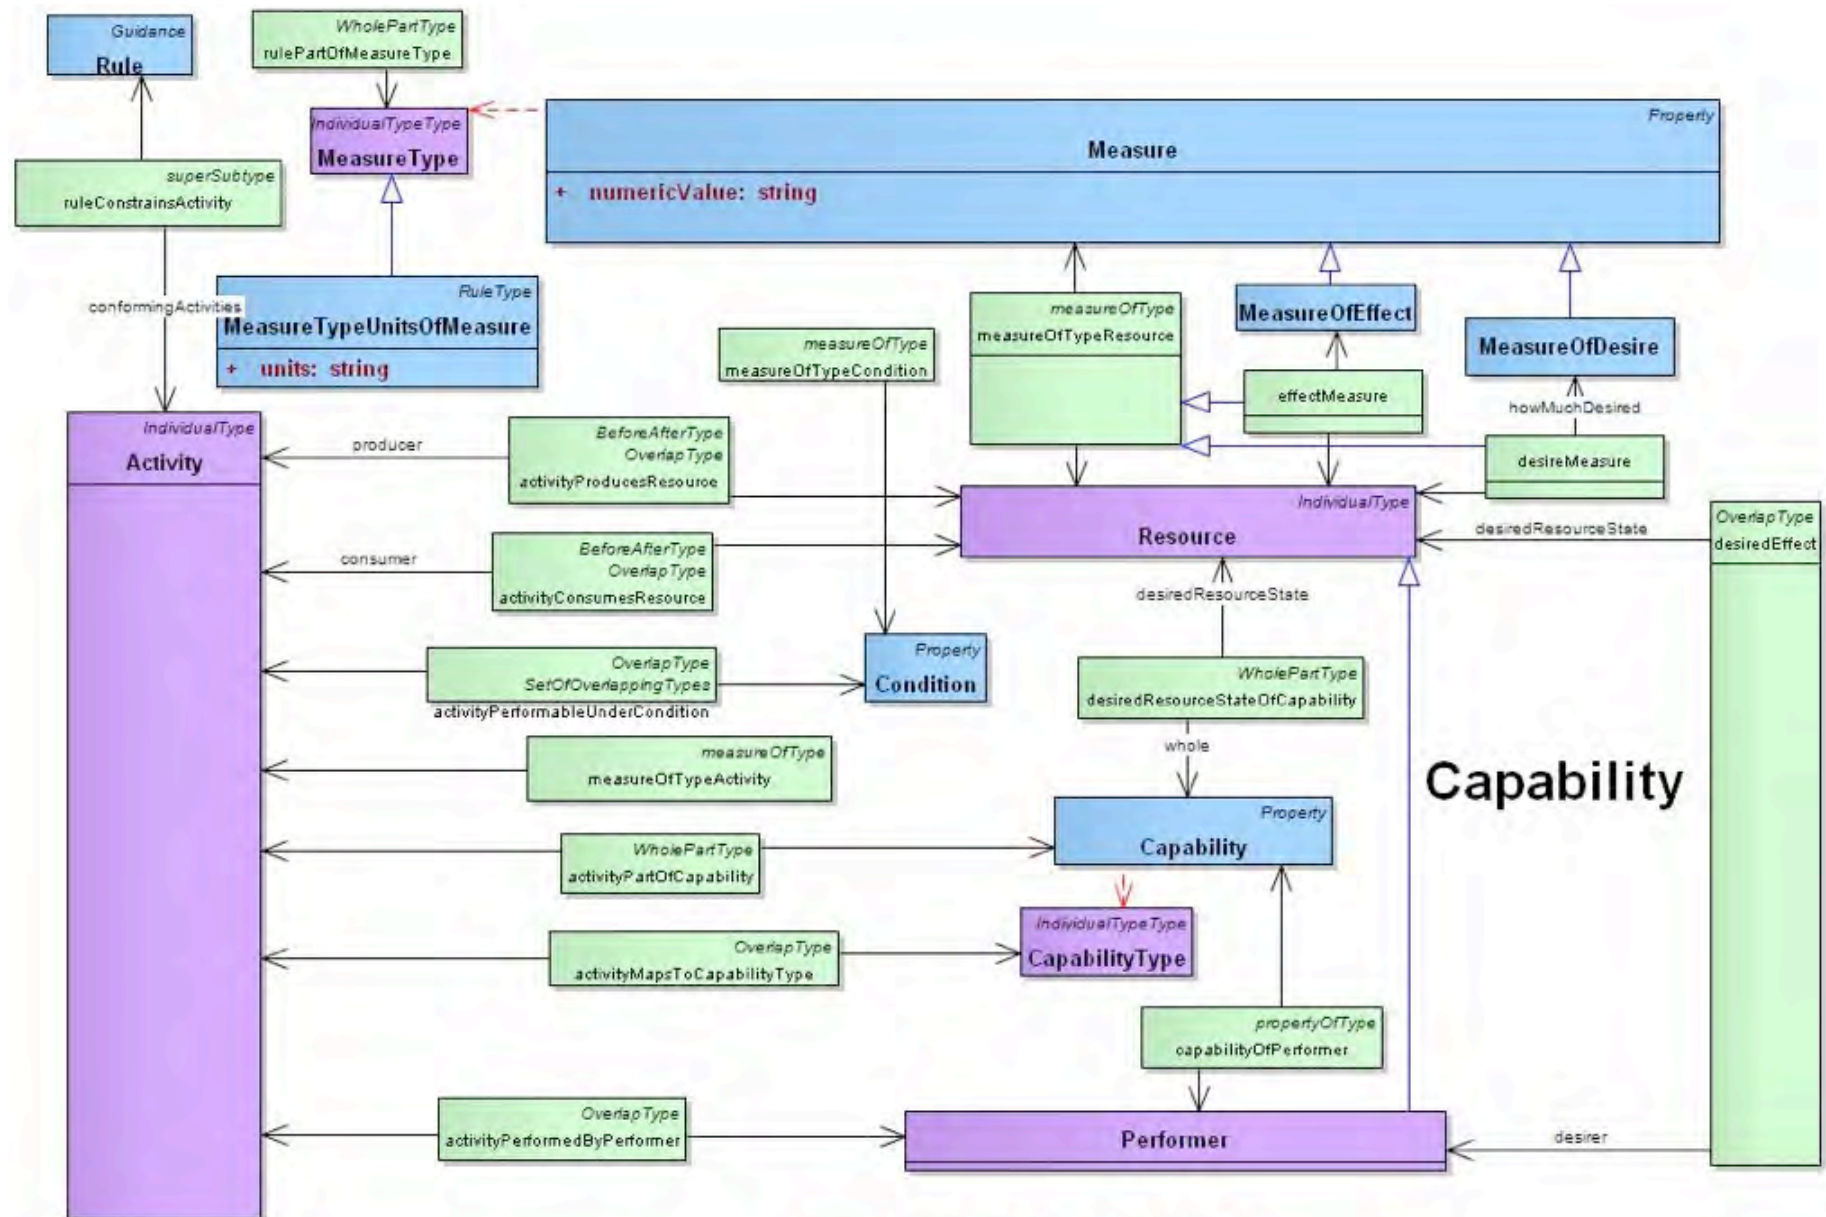 Guidance
Rule
WholePartType
rulePartOfMeasureType
IndividualTypeType
MeasureType
Property
Measure
+ numericValue: string
superSubtype
ruleConstrainsActivity
conformingActivities
RuleType
MeasureTypeUnitsOfMeasure
+ units: string
measureOfType
measureOfTypeCondition
measureOfType
measureOfTypeResource
MeasureOfEffect
MeasureOfDesire
effectMeasure
howMuchDesired
desireMeasure
IndividualType
Activity
producer
BeforeAfterType
OverlapType
activityProducesResource
IndividualType
Resource
desiredResourceState
OverlapType
desiredEffect
consumer
BeforeAfterType
OverlapType
activityConsumesResource
desiredResourceState
OverlapType
SetOfOverlappingTypes
activityPerformableUnderCondition
Property
Condition
WholePartType
desiredResourceStateOfCapability
whole
measureOfType
measureOfTypeActivity
Capability
WholePartType
activityPartOfCapability
Property
Capability
OverlapType
activityMapsToCapabilityType
IndividualTypeType
CapabilityType
propertyOfType
capabilityOfPerformer
OverlapType
activityPerformedByPerformer
Performer
desirer